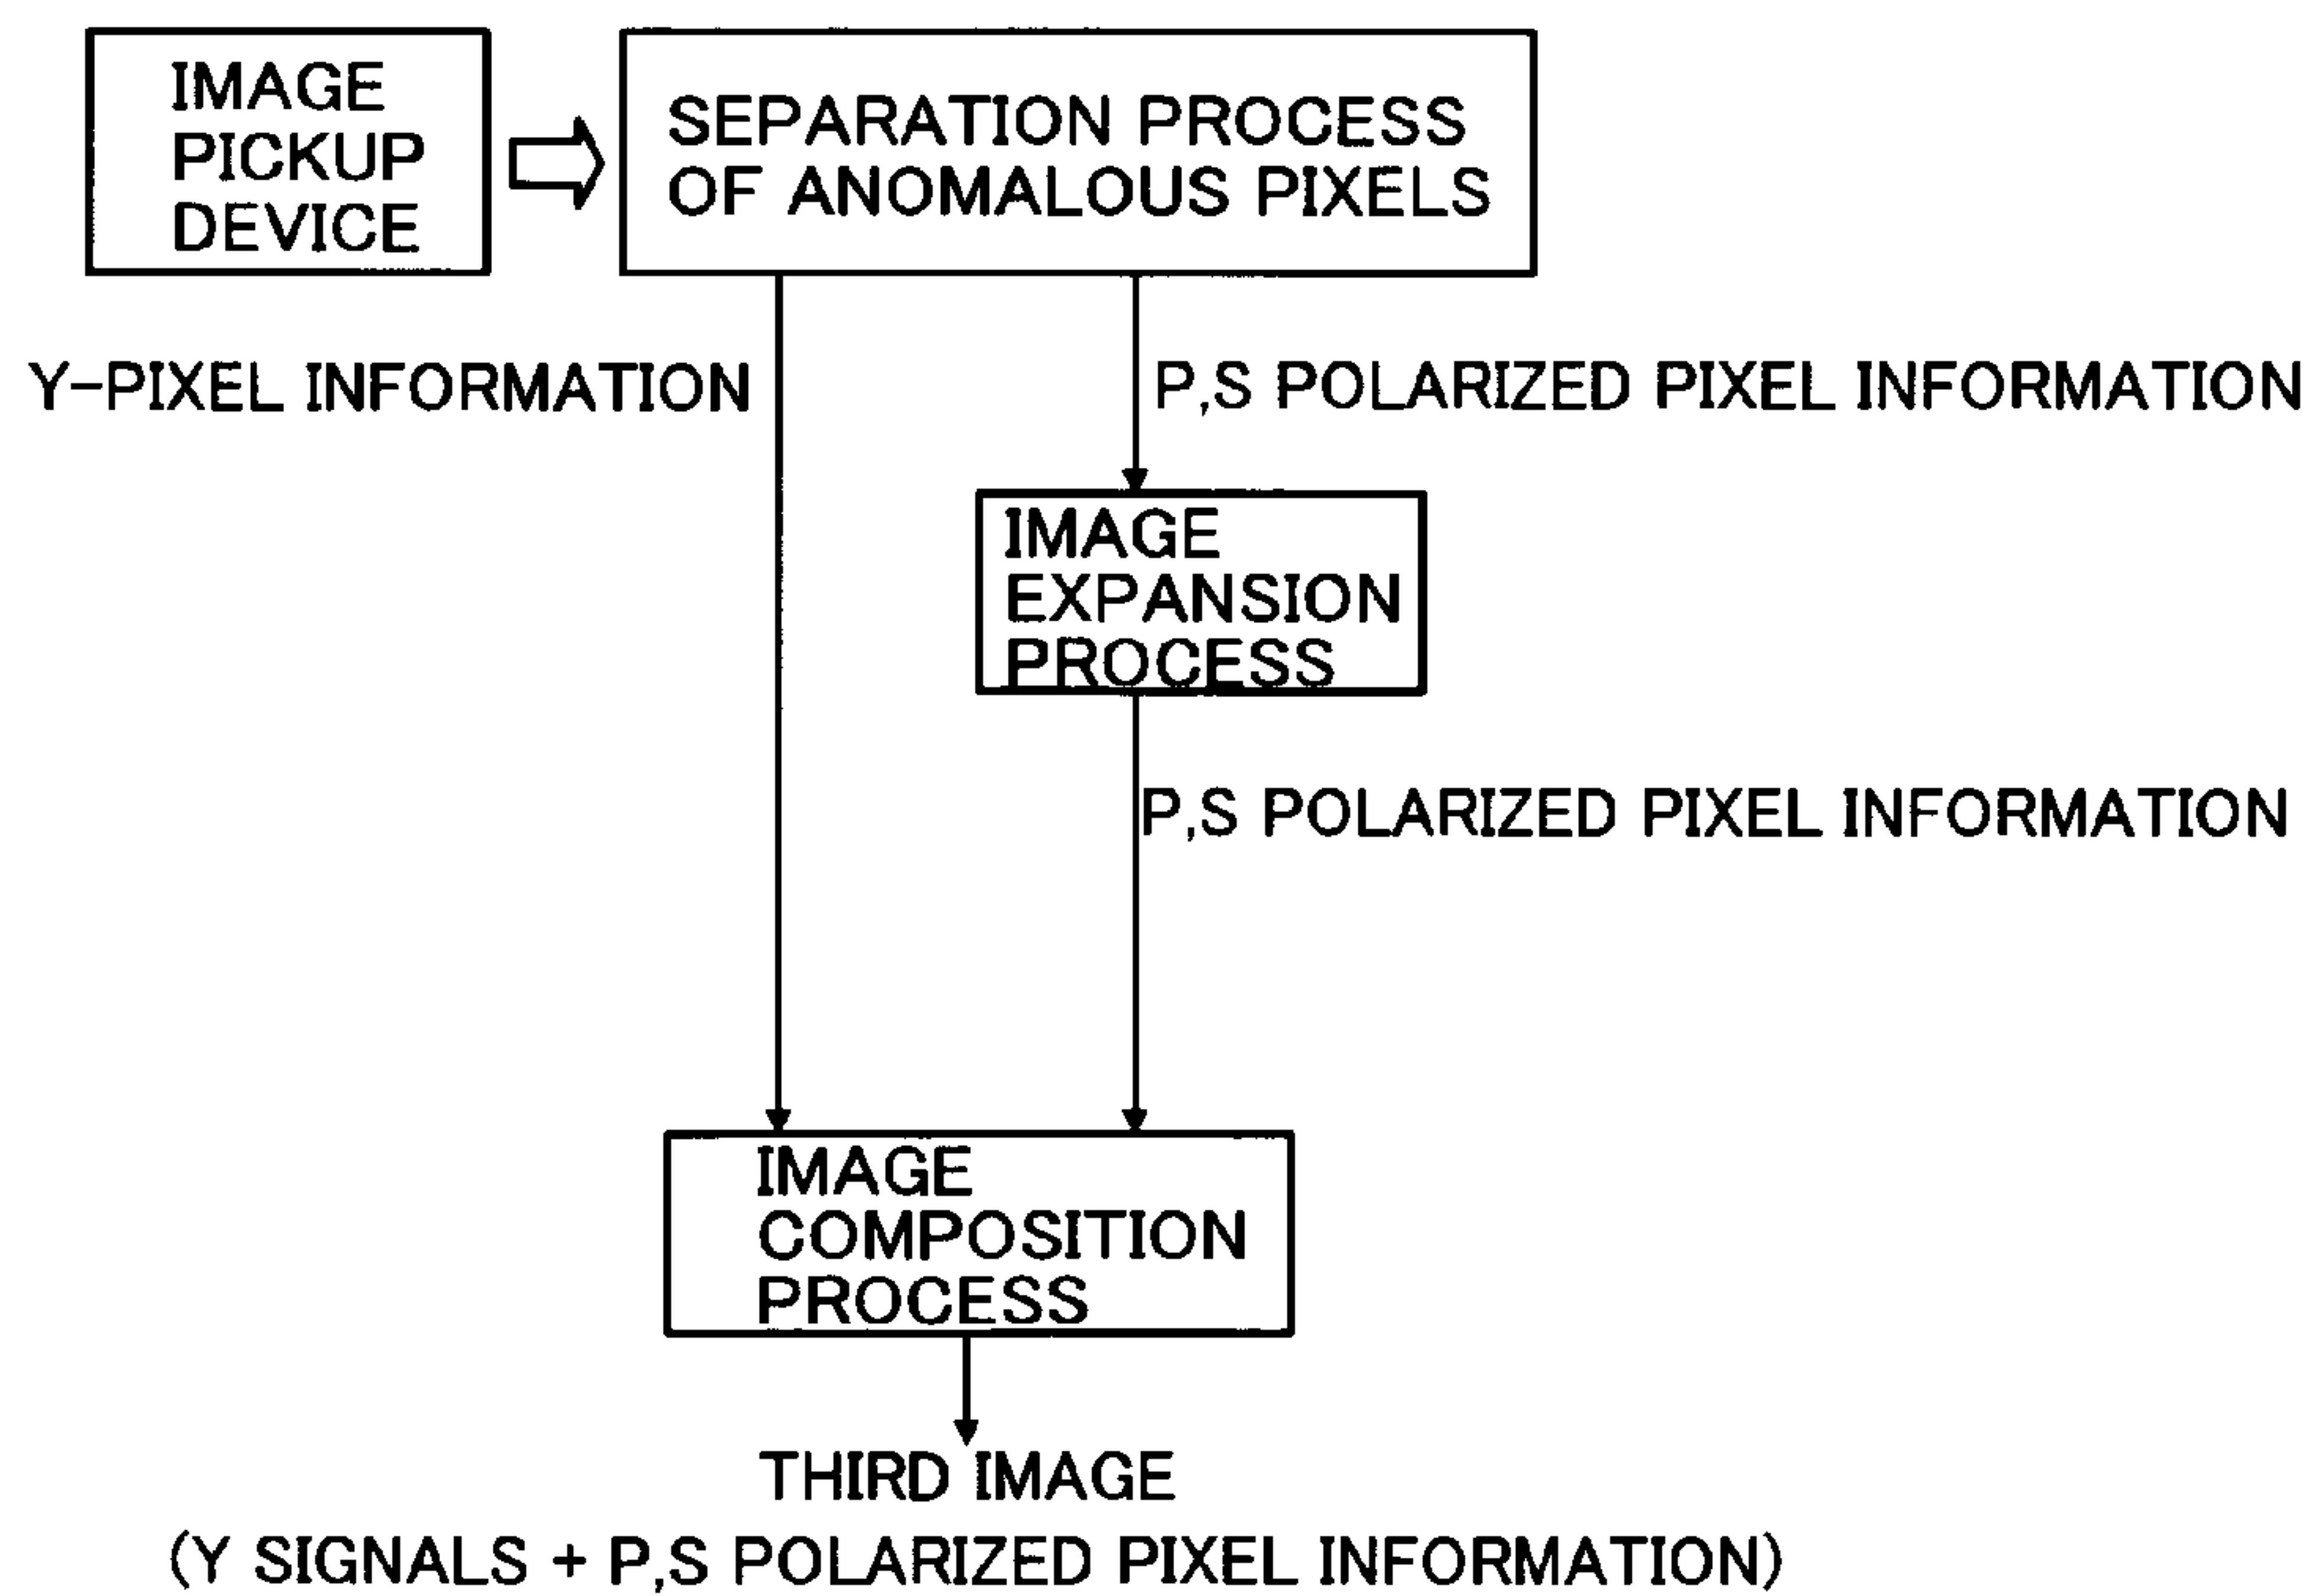 IMAGE
PICKUP
DEVICE
SEPARATION PROCESS
OF ANOMALOUS PIXELS
Y-PIXEL INFORMATION
P,S POLARIZED PIXEL INFORMATION
IMAGE
EXPANSION
PROCESS
P,S POLARIZED PIXEL INFORMATION
IMAGE
COMPOSITION
PROCESS
THIRD IMAGE
(Y SIGNALS + P,S POLARIZED PIXEL INFORMATION)